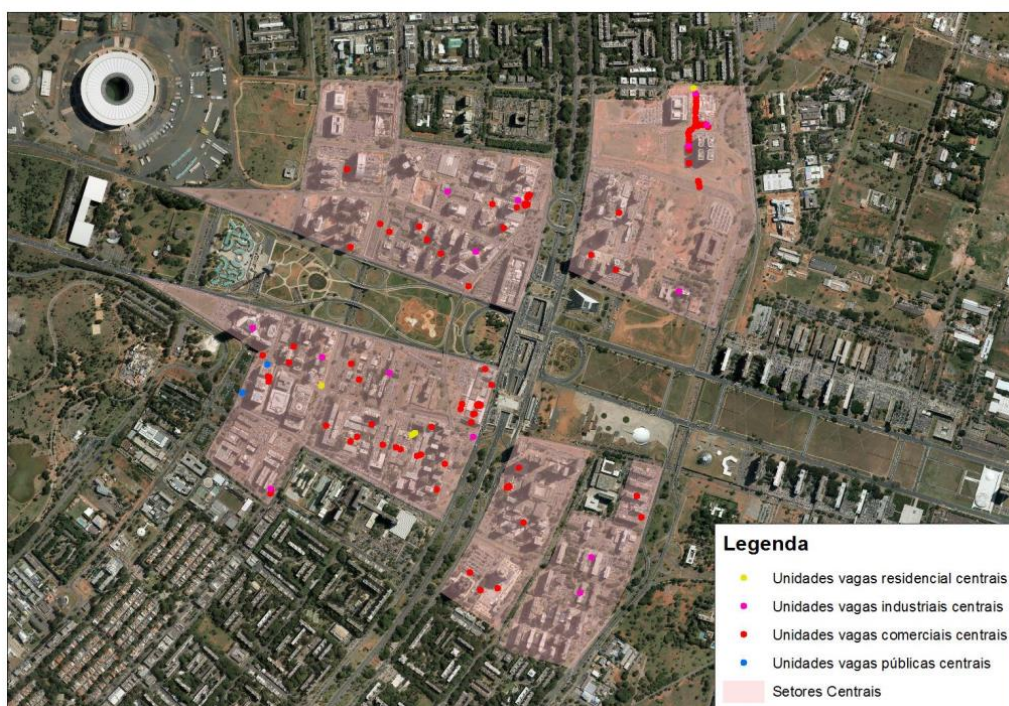 Legenda
Unidades vagas residencial centrais
Unidades vagas industriais centrais
Unidades vagas comerciais centrais
Unidades vagas públicas centrais
Setores Centrais